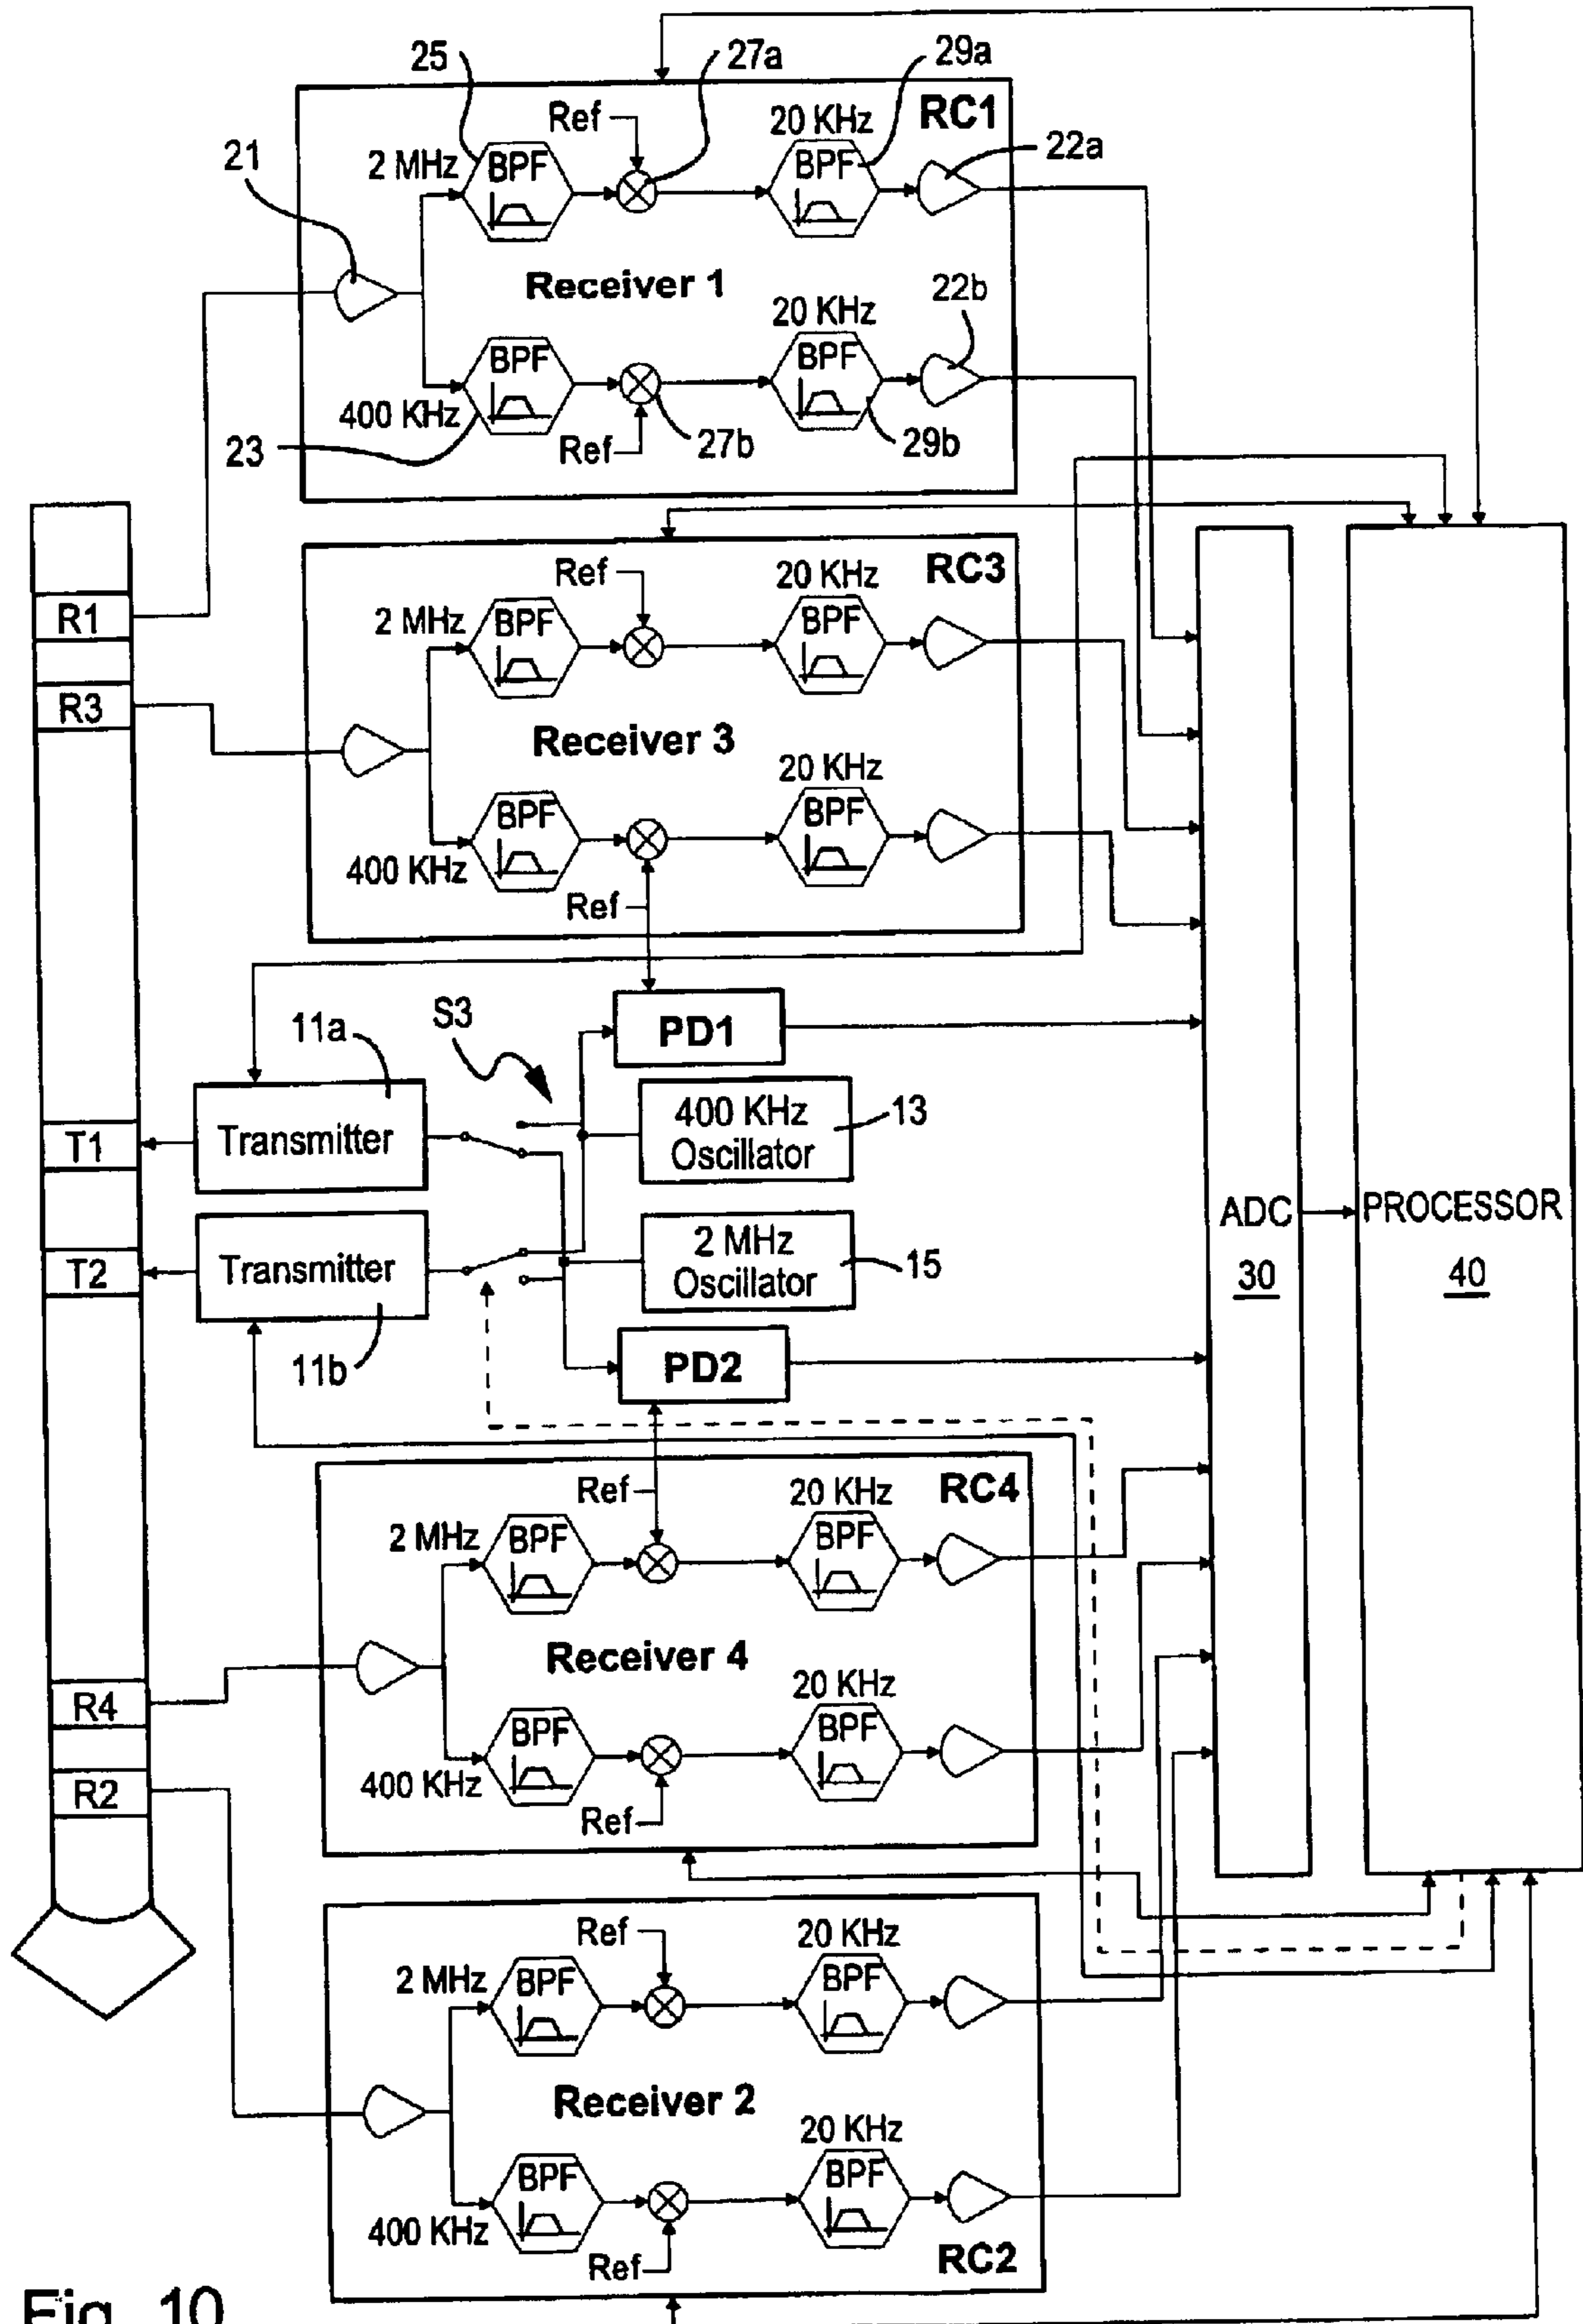 25
27a
29a
Ref
20 KHz
RC1
21
2 MHz
BPF
BPF
22a
Receiver 1
20 KHz
22b
BPF
BPF
400 KHz
23
Ref
27b
29b
Ref
20 KHz
RC3
R1
2 MHz
BPF
BPF
R3
Receiver 3
20 KHz
BPF
BPF
400 KHz
Ref
S3
11a
PD1
T1
Transmitter
400 KHz
Oscillator
13
ADC
30
PROCESSOR
40
T2
Transmitter
2 MHz
Oscillator
15
11b
PD2
Ref
20 KHz
RC4
2 MHz
BPF
BPF
Receiver 4
R4
20 KHz
BPF
BPF
R2
400 KHz
Ref
Ref
20 KHz
2 MHz
BPF
BPF
Receiver 2
20 KHz
BPF
BPF
400 KHz
Ref
RC2
Fig. 10